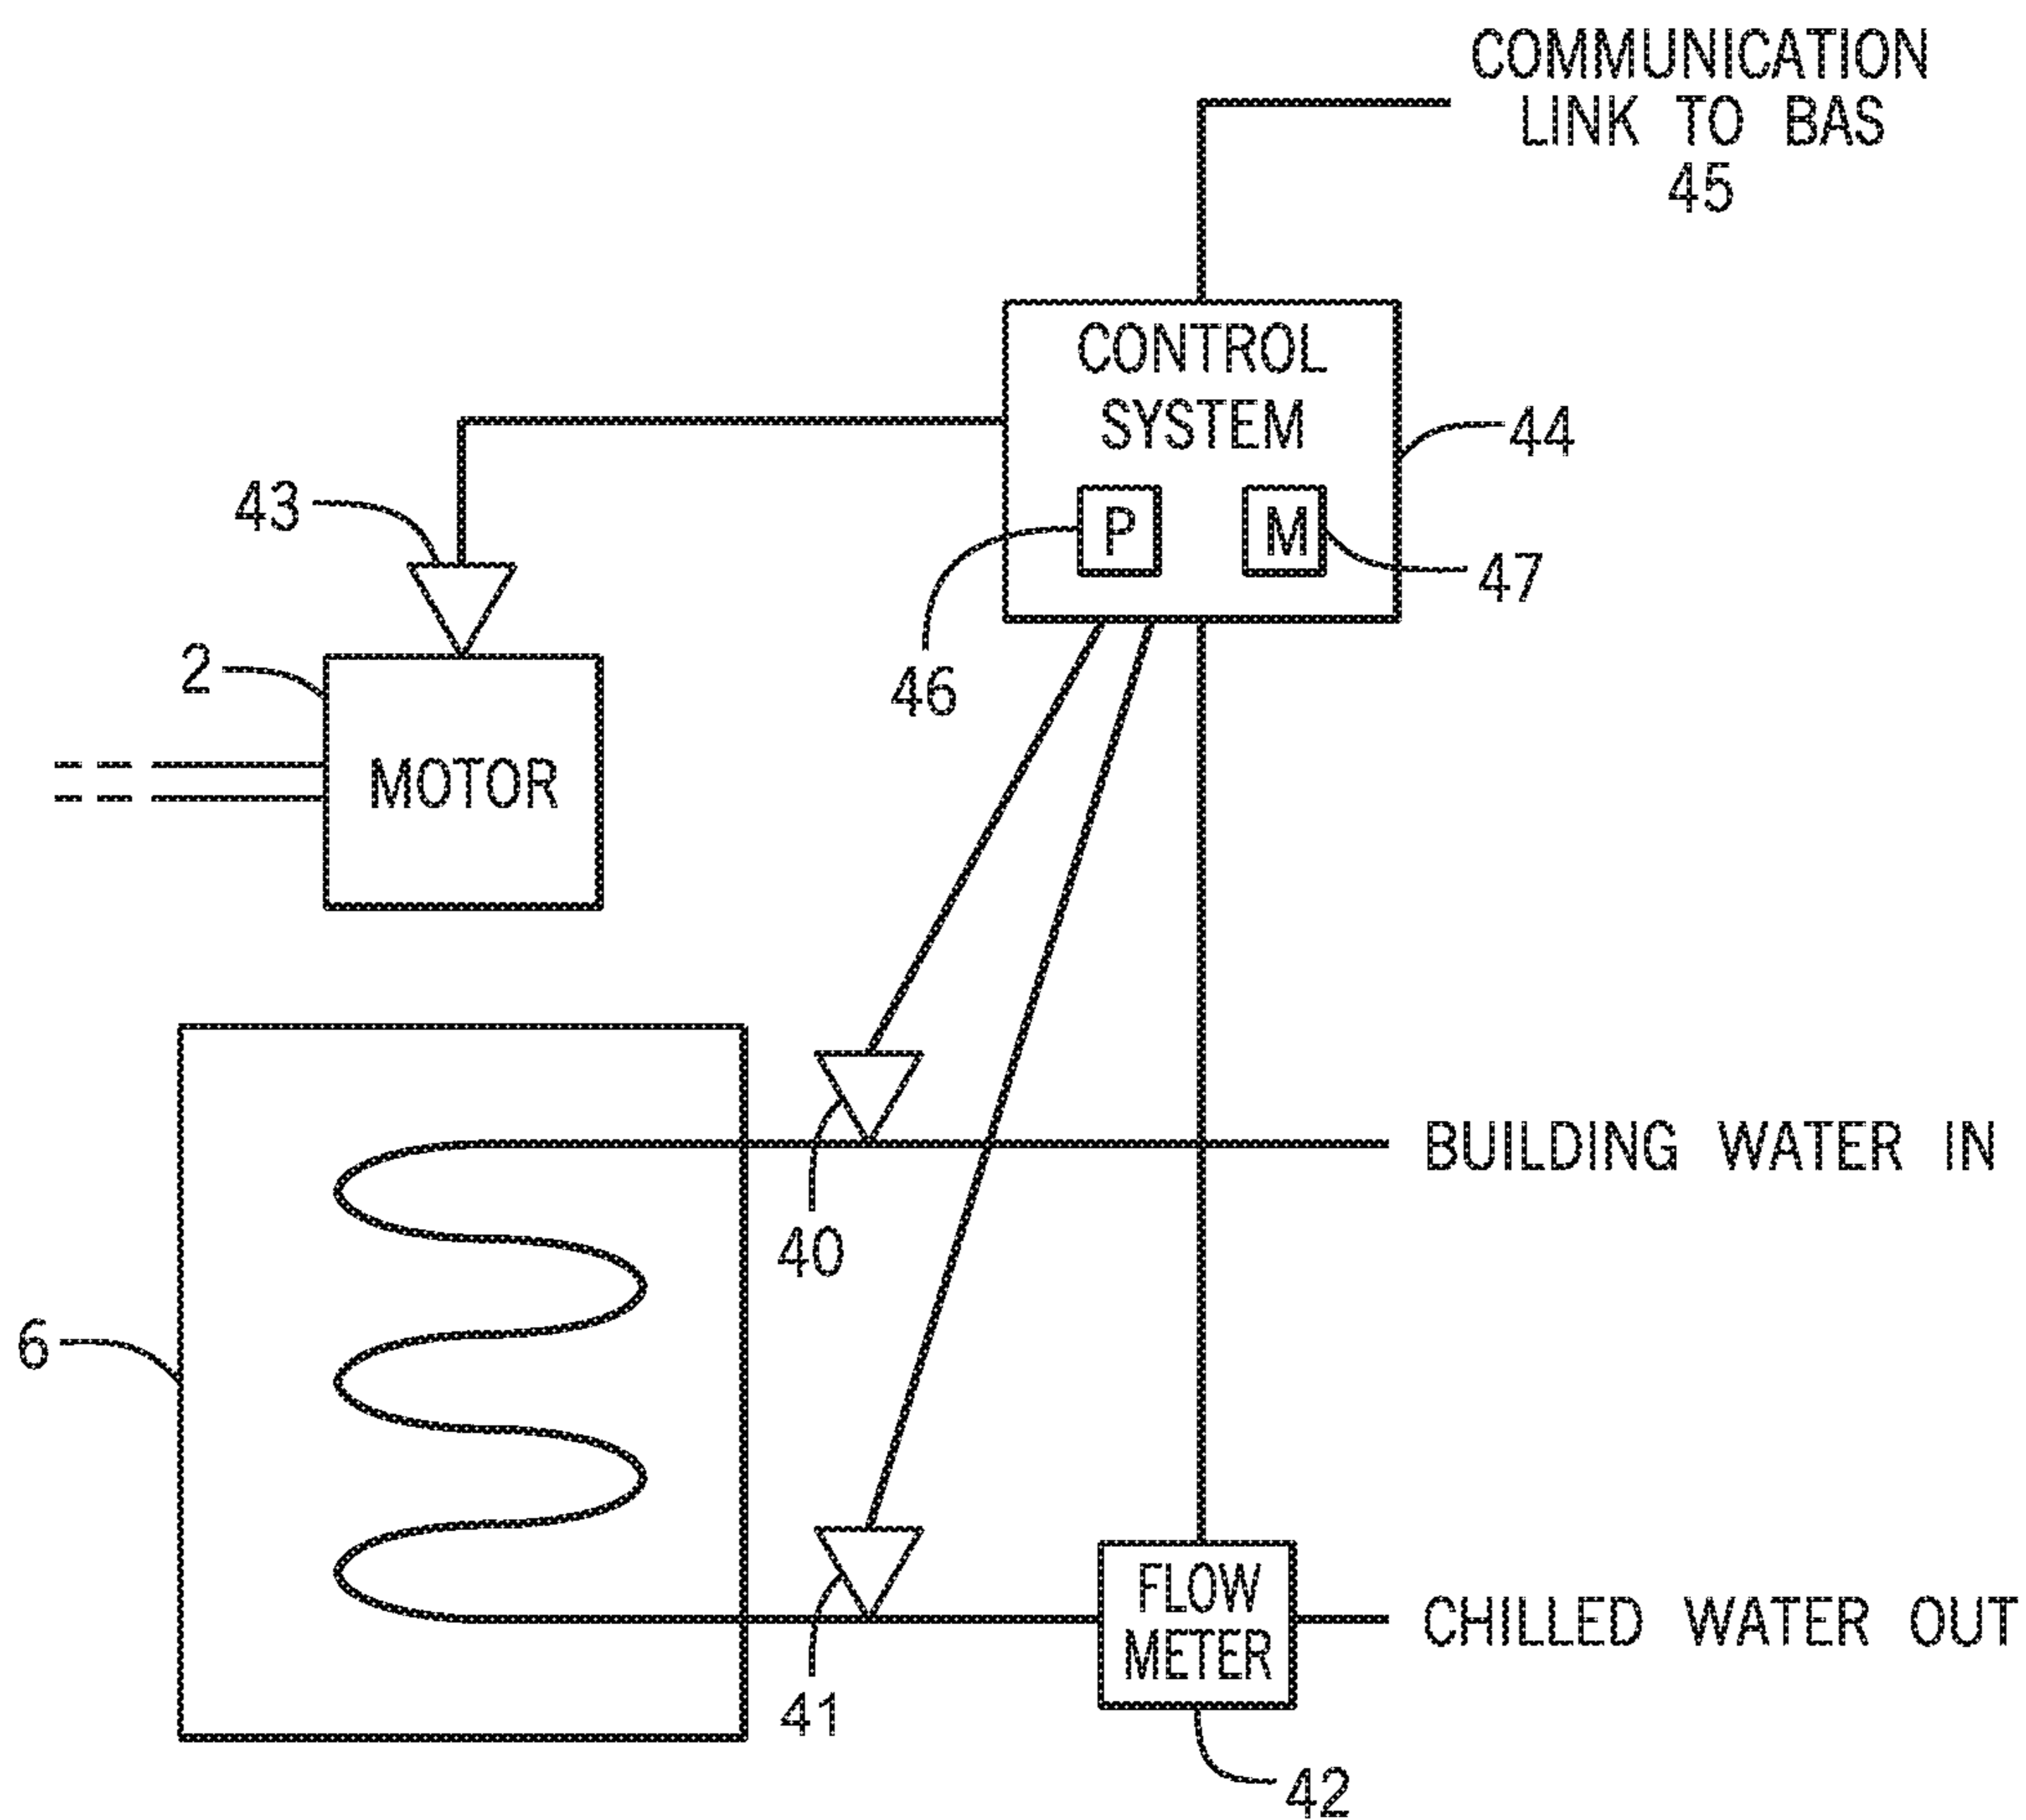 COMMUNICATION
LINK TO BAS
45
CONTROL
SYSTEM
44
43
P
M
47
46
2
MOTOR
BUILDING WATER IN
40
6
FLOW
METER
CHILLED WATER OUT
41
42